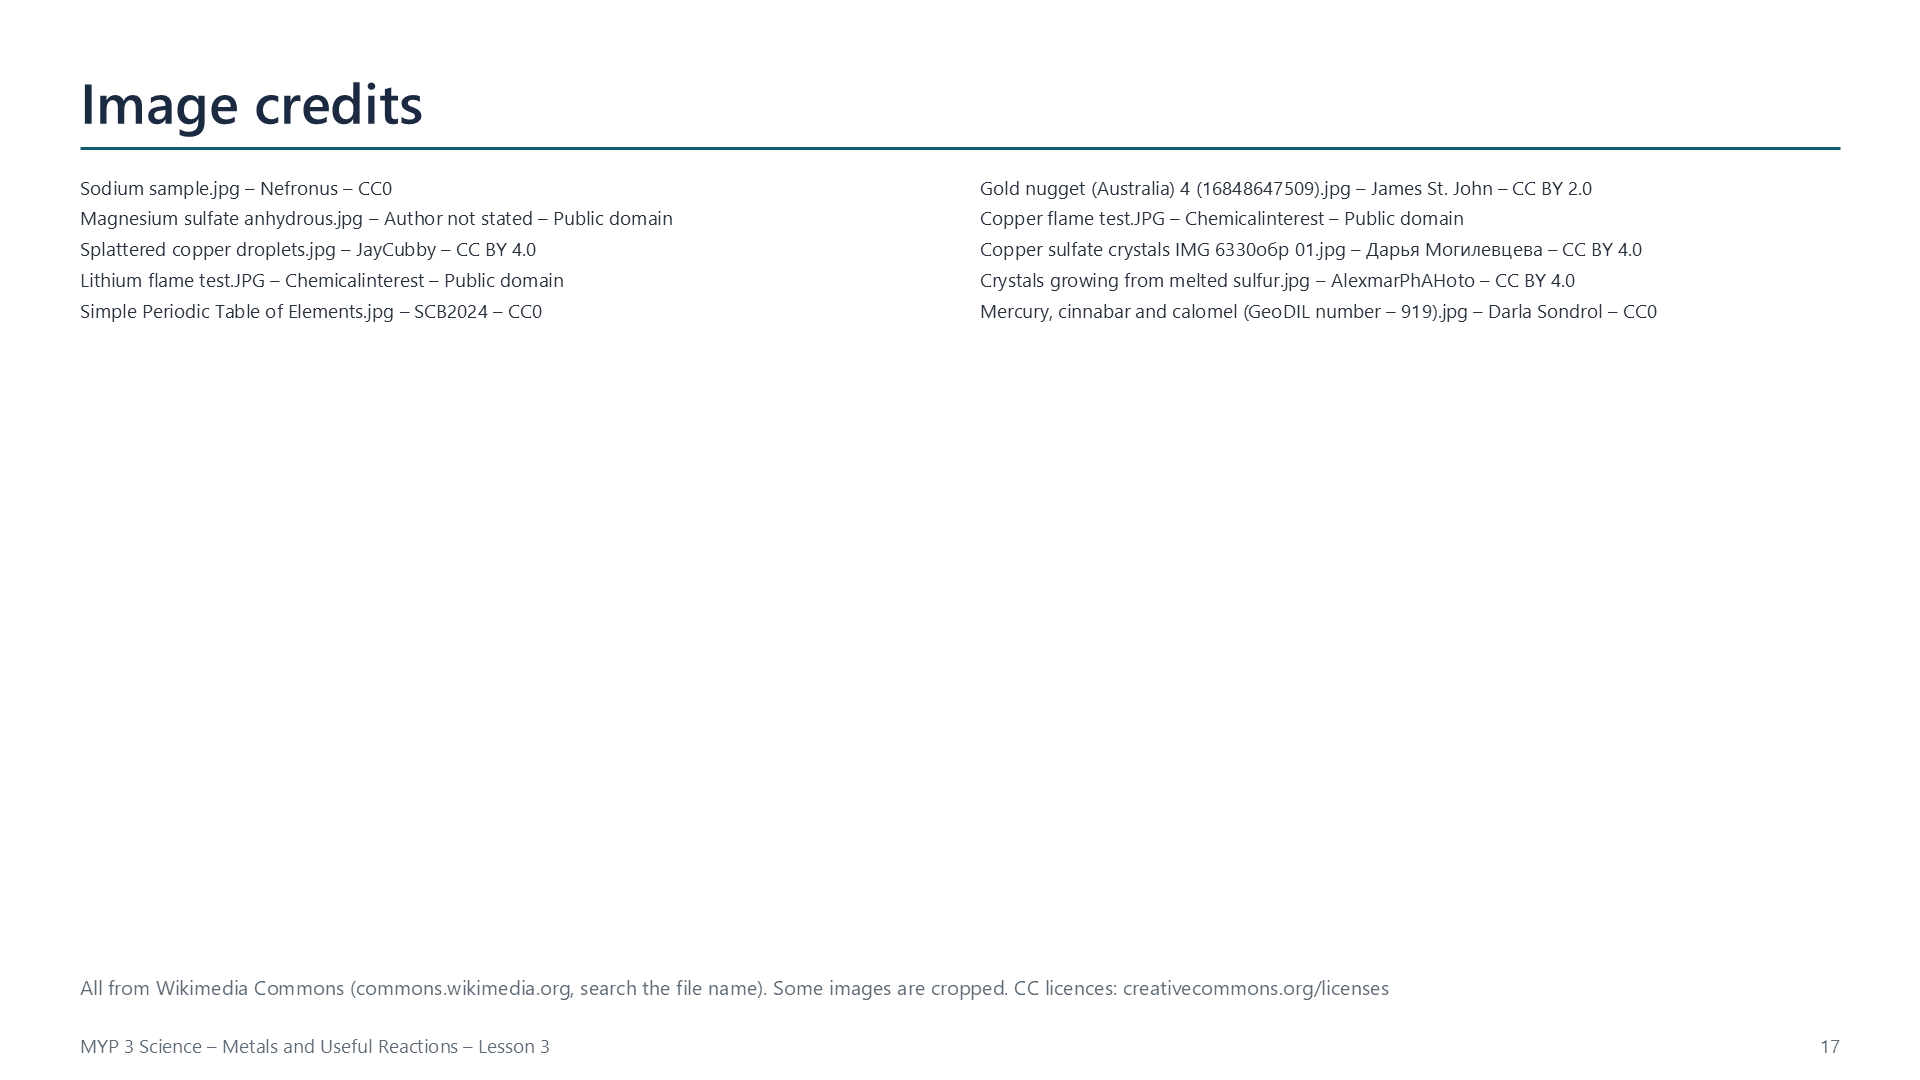 Image credits
Sodium sample.jpg – Nefronus – CC0
Magnesium sulfate anhydrous.jpg – Author not stated – Public domain
Splattered copper droplets.jpg – JayCubby – CC BY 4.0
Lithium flame test.JPG – Chemicalinterest – Public domain
Simple Periodic Table of Elements.jpg – SCB2024 – CC0
Gold nugget (Australia) 4 (16848647509).jpg – James St. John – CC BY 2.0
Copper flame test.JPG – Chemicalinterest – Public domain
Copper sulfate crystals IMG 6330обр 01.jpg – Дарья Могилевцева – CC BY 4.0
Crystals growing from melted sulfur.jpg – AlexmarPhAHoto – CC BY 4.0
Mercury, cinnabar and calomel (GeoDIL number – 919).jpg – Darla Sondrol – CC0
All from Wikimedia Commons (commons.wikimedia.org, search the file name). Some images are cropped. CC licences: creativecommons.org/licenses
MYP 3 Science – Metals and Useful Reactions – Lesson 3
17